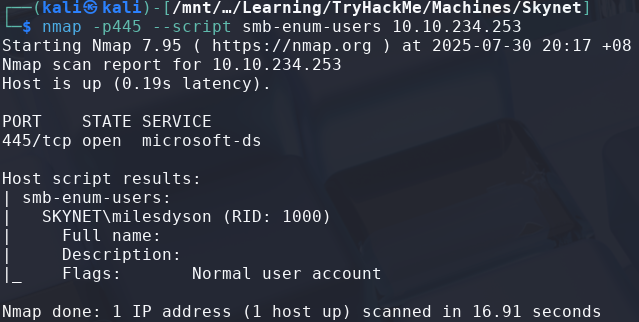 ┌──(kali㉿kali)-[/mnt/…/Learning/TryHackMe/Machines/Skynet]
└─$ nmap -p445 --script smb-enum-users 10.10.234.253
Starting Nmap 7.95 ( https://nmap.org ) at 2025-07-30 20:17 +08
Nmap scan report for 10.10.234.253
Host is up (0.19s latency).

PORT    STATE SERVICE
445/tcp open  microsoft-ds

Host script results:
| smb-enum-users:
|   SKYNET\milesdyson (RID: 1000)
|     Full name:
|     Description:
|_    Flags:       Normal user account

Nmap done: 1 IP address (1 host up) scanned in 16.91 seconds